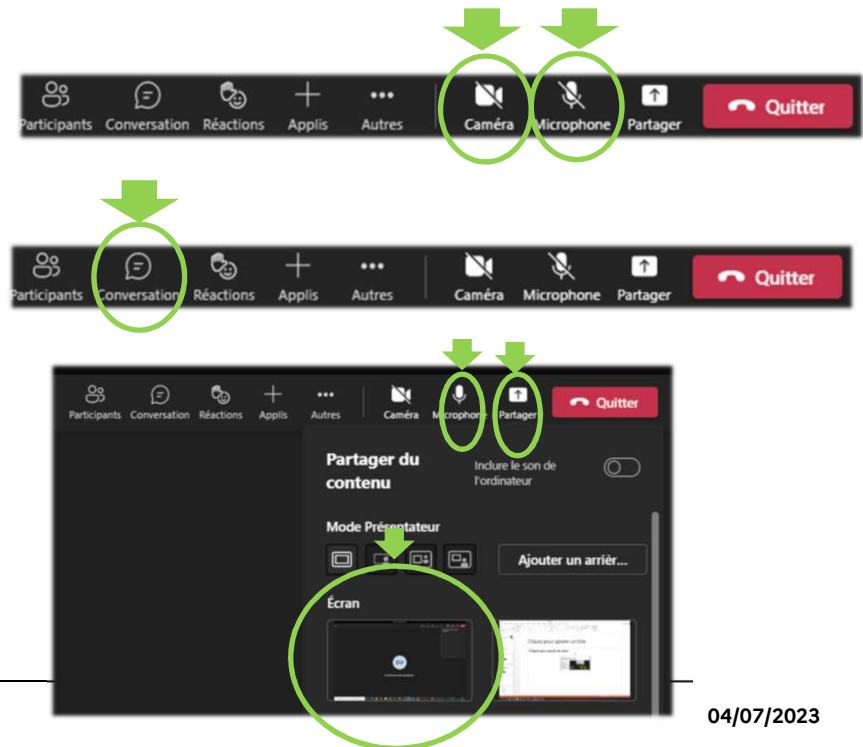 Participants Conversation Réactions Applis Autres Caméra Microphone Partager Quitter
Participants Conversation Réactions Applis Autres Caméra Microphone Partager Quitter
Participants Conversation Réactions Applis Autres Caméra Microphone Partager Quitter
Partager du
contenu
Inclure le son de
l'ordinateur
Mode Présentateur
Ajouter un arrièr...
Écran
04/07/2023